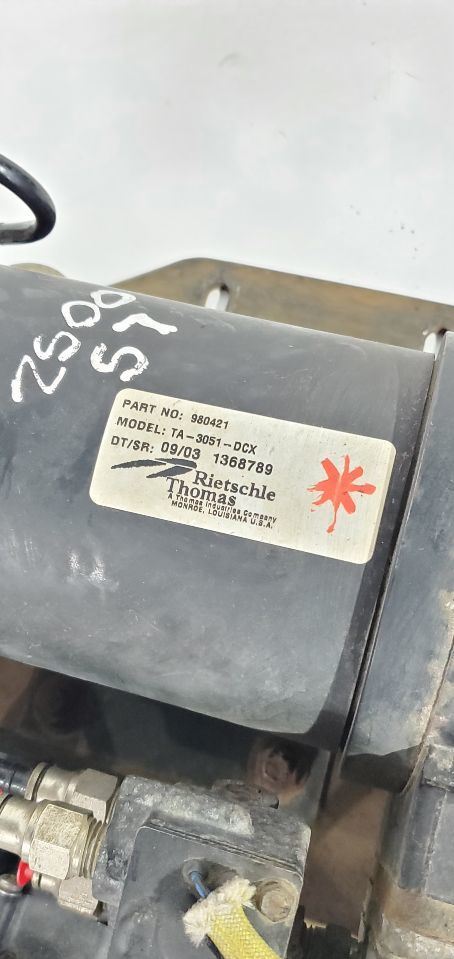 2500
57
PART NO: 980421
MODEL: TA-3051-DCX
DT/SR: 09/03 1368789
Rietschle
Thomas
A Thomas Industries Company
MONROE, LOUISIANA U.S.A.